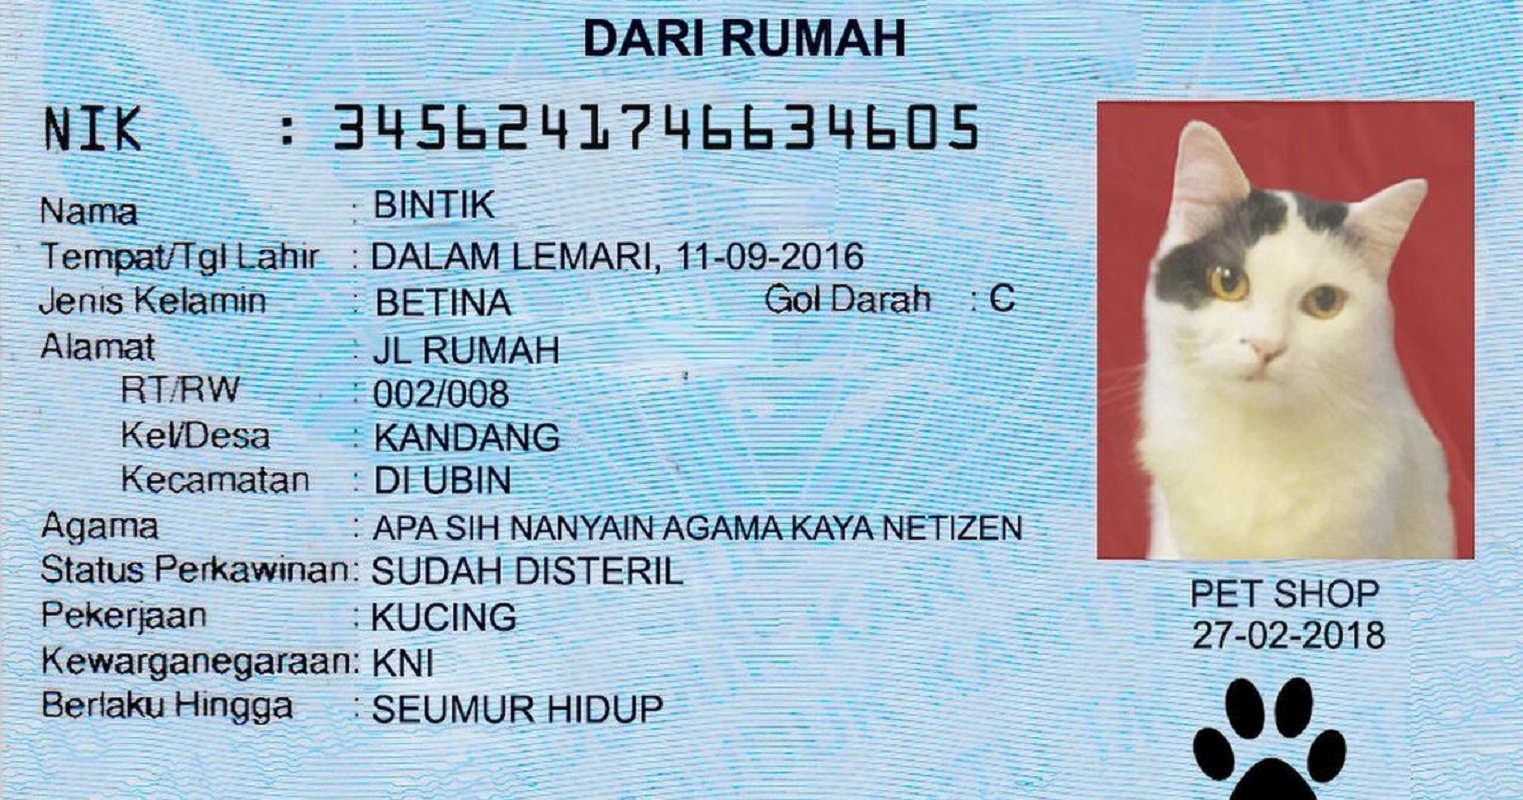 DARI RUMAH
NIK : 3456241746634605
Nama : BINTIK
Tempat/Tgl Lahir : DALAM LEMARI, 11-09-2016
Jenis Kelamin : BETINA Gol Darah : C
Alamat : JL RUMAH
RT/RW : 002/008
Kel/Desa : KANDANG
Kecamatan : DI UBIN
Agama : APA SIH NANYAIN AGAMA KAYA NETIZEN
Status Perkawinan: SUDAH DISTERIL
Pekerjaan : KUCING
Kewarganegaraan: KNI
Berlaku Hingga : SEUMUR HIDUP
PET SHOP
27-02-2018